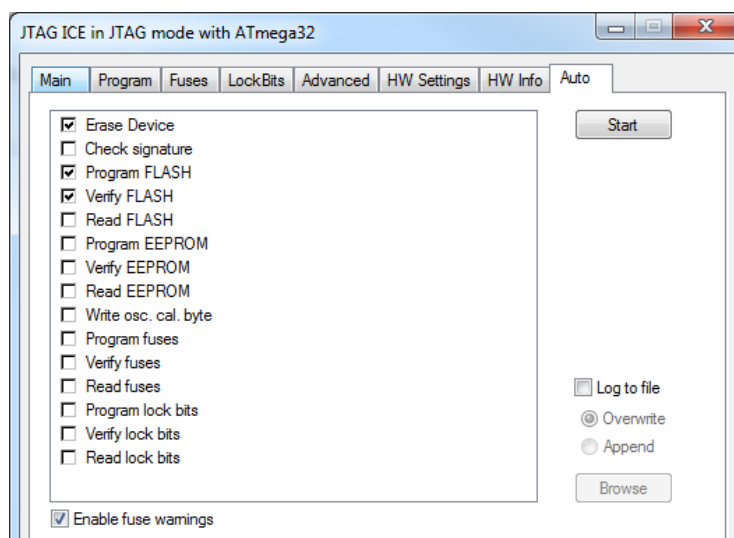 JTAG ICE in JTAG mode with ATmega32
Main Program Fuses LockBits Advanced HW Settings HW Info Auto
Erase Device
Start
Check signature
Program FLASH
Verify FLASH
Read FLASH
Program EEPROM
Verify EEPROM
Read EEPROM
Write osc. cal. byte
Program fuses
Verify fuses
Read fuses
Log to file
Program lock bits
Overwrite
Verify lock bits
Append
Read lock bits
Browse
Enable fuse warnings